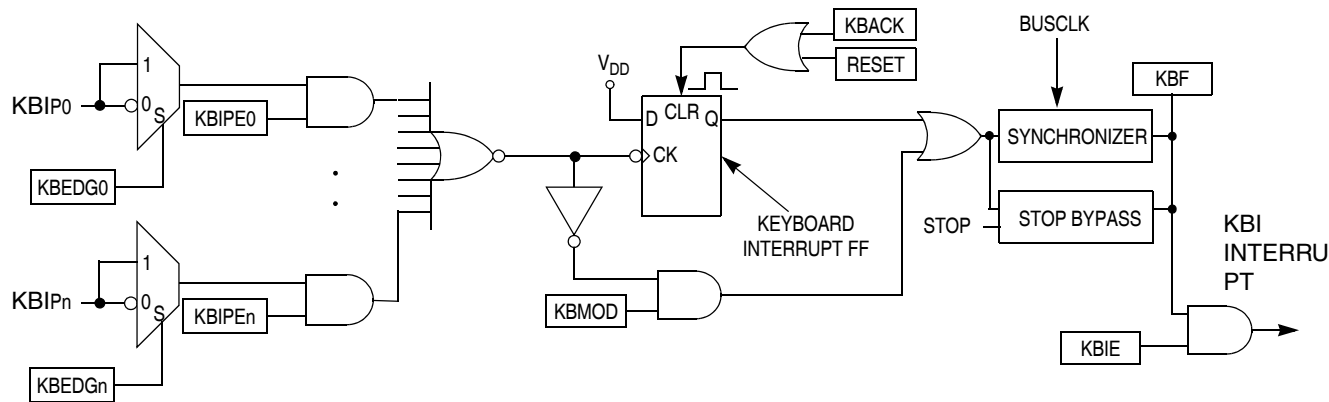 KBACK
BUSCLK
VDD
RESET
KBF
1
KBIP0
0
S
KBIPE0
D CLR Q
SYNCHRONIZER
CK
KBEDG0
KEYBOARD
INTERRUPT FF
STOP BYPASS
STOP
KBI
INTERRU
PT
1
KBIPn
0
S
KBIPEn
KBMOD
KBIE
KBEDGn